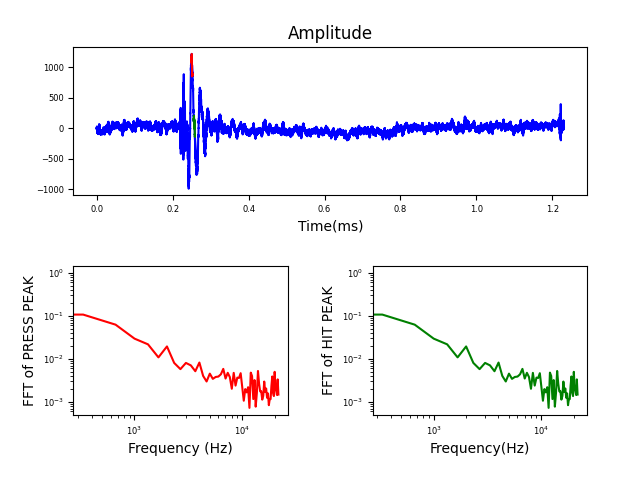 Amplitude
1000
500
0
−500
−1000
0.0 0.2 0.4 0.6 0.8 1.0 1.2
Time(ms)
FFT of PRESS PEAK
10⁰
10⁻¹
10⁻²
10⁻³
10³ 10⁴
Frequency (Hz)
FFT of HIT PEAK
10⁰
10⁻¹
10⁻²
10⁻³
10³ 10⁴
Frequency(Hz)